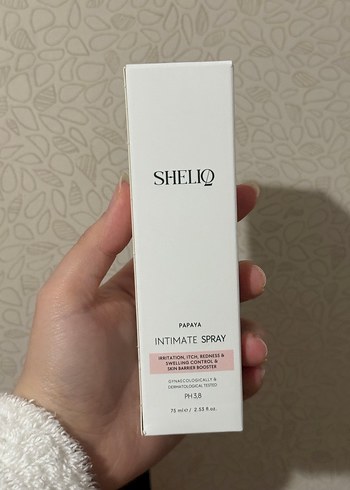 SHELIQ
PAPAYA
INTIMATE SPRAY
IRRITATION, ITCH, REDNESS &
SWELLING CONTROL &
SKIN BARRIER BOOSTER
GYNAECOLOGICALLY &
DERMATOLOGICAL TESTED
PH 3,8
75 ml ℮ / 2.53 fl. oz.